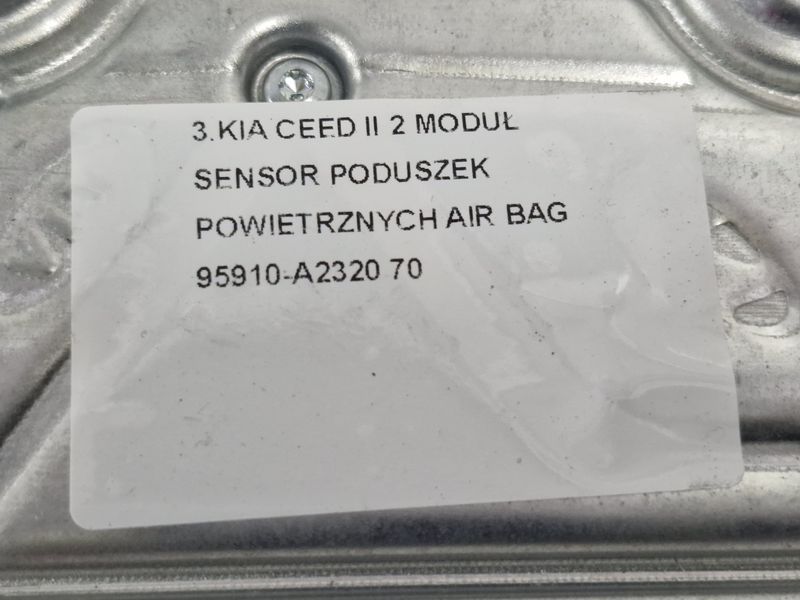 3.KIA CEED II 2 MODUŁ
SENSOR PODUSZEK
POWIETRZNYCH AIR BAG
95910-A2320 70